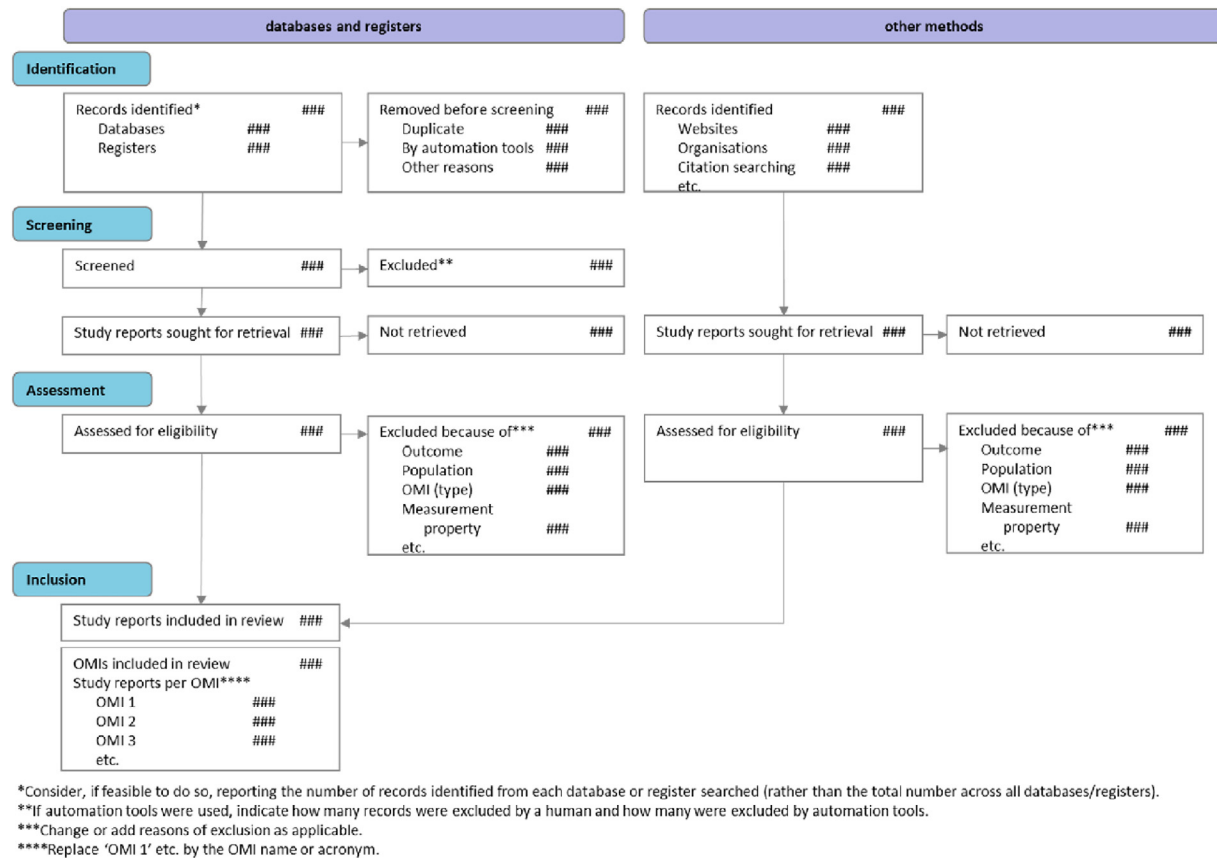 databases and registers
other methods
Identification
Records identified* ###
Databases ###
Registers ###
Removed before screening ###
Duplicate ###
By automation tools ###
Other reasons ###
Records identified ###
Websites ###
Organisations ###
Citation searching ###
etc.
Screening
Screened ###
Excluded** ###
Study reports sought for retrieval ###
Not retrieved ###
Study reports sought for retrieval ###
Not retrieved ###
Assessment
Assessed for eligibility ###
Excluded because of*** ###
Outcome ###
Population ###
OMI (type) ###
Measurement
property ###
etc.
Assessed for eligibility ###
Excluded because of*** ###
Outcome ###
Population ###
OMI (type) ###
Measurement
property ###
etc.
Inclusion
Study reports included in review ###
OMIs included in review ###
Study reports per OMI****
OMI 1 ###
OMI 2 ###
OMI 3 ###
etc.
*Consider, if feasible to do so, reporting the number of records identified from each database or register searched (rather than the total number across all databases/registers).
**If automation tools were used, indicate how many records were excluded by a human and how many were excluded by automation tools.
***Change or add reasons of exclusion as applicable.
****Replace ‘OMI 1’ etc. by the OMI name or acronym.